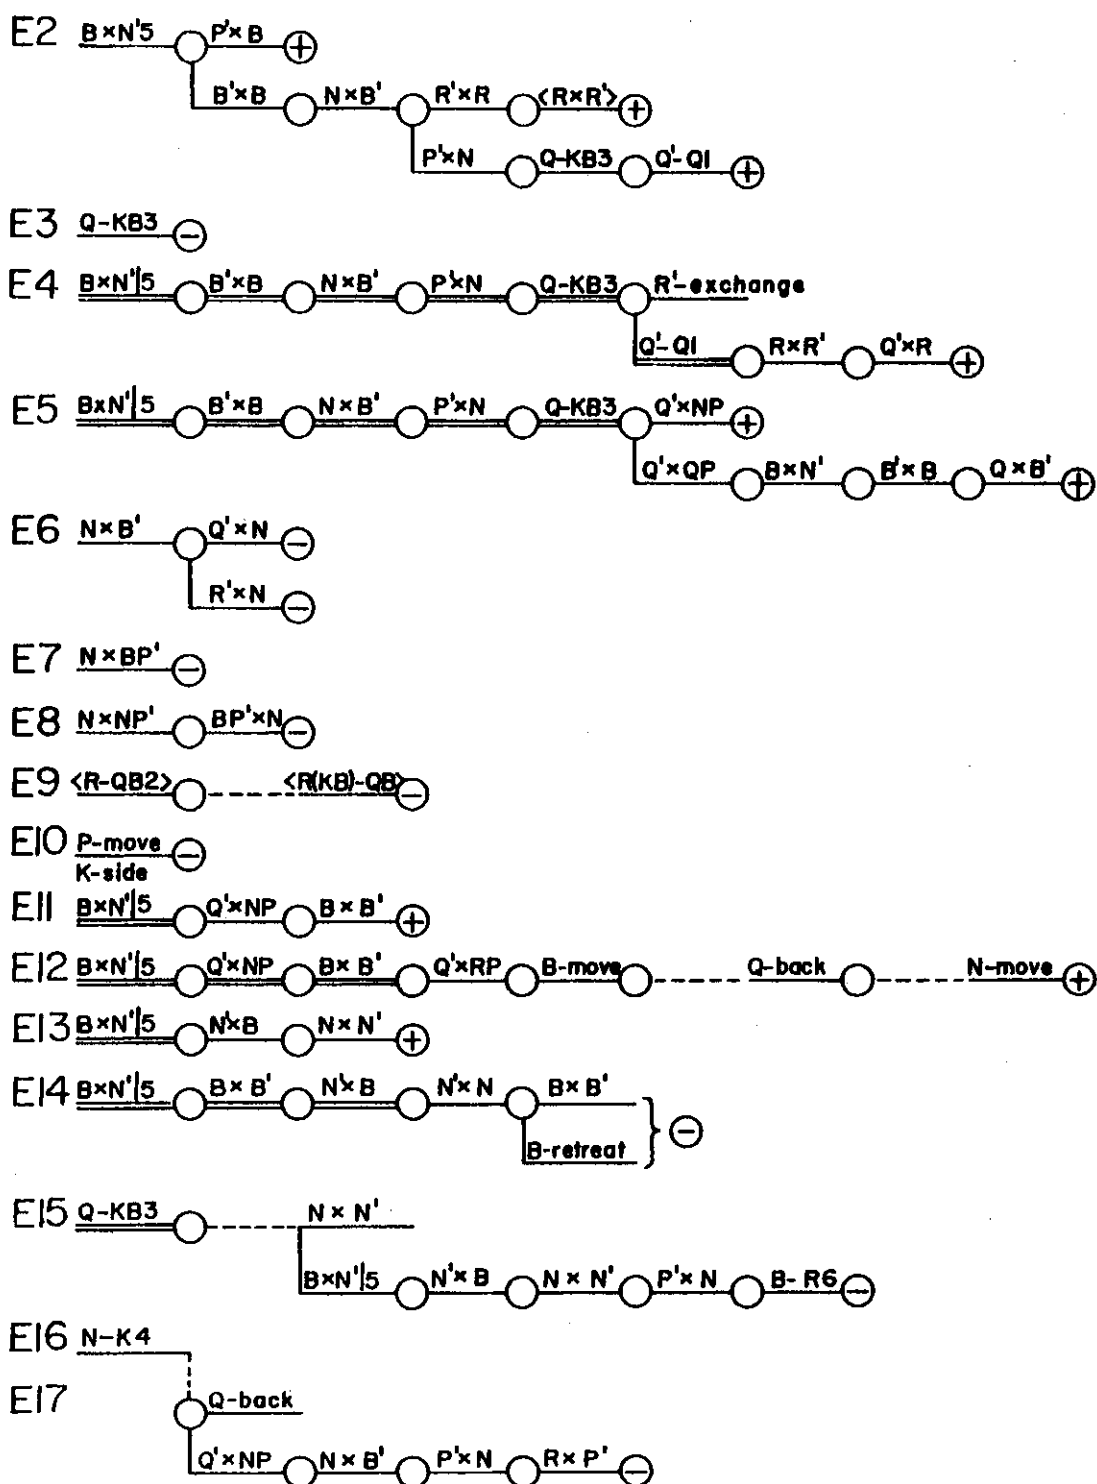 E2 B×N'5 P'×B +
B'×B N×B' R'×R <R×R'> +
P'×N Q-KB3 Q'-Q1 +
E3 Q-KB3 −
E4 B×N'|5 B'×B N×B' P'×N Q-KB3 R'-exchange
Q'-Q1 R×R' Q'×R +
E5 B×N'|5 B'×B N×B' P'×N Q-KB3 Q'×NP +
Q'×QP B×N' B'×B Q×B' +
E6 N×B' Q'×N −
R'×N −
E7 N×BP' −
E8 N×NP' BP'×N −
E9 <R-QB2> <R(KB)-QB> −
E10 P-move −
K-side
E11 B×N'|5 Q'×NP B×B' +
E12 B×N'|5 Q'×NP B×B' Q'×RP B-move Q-back N-move +
E13 B×N'|5 N'×B N×N' +
E14 B×N'|5 B×B' N'×B N'×N B×B'
B-retreat } −
E15 Q-KB3 N×N'
B×N'|5 N'×B N×N' P'×N B-R6 −
E16 N-K4
E17 Q-back
Q'×NP N×B' P'×N R×P' −